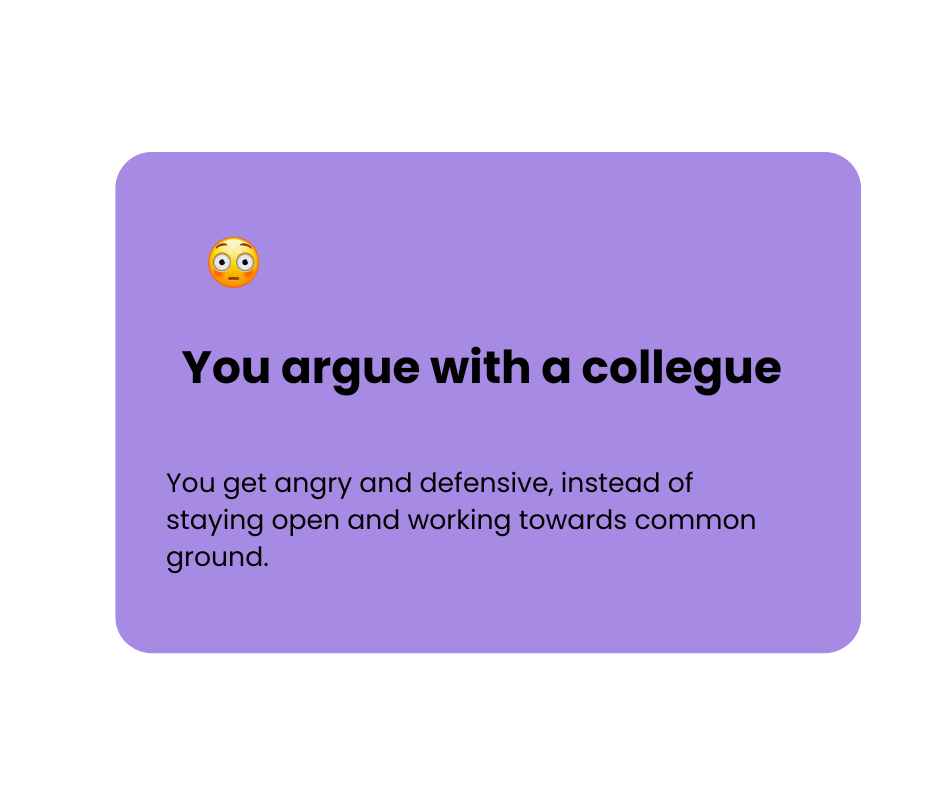 You argue with a collegue
You get angry and defensive, instead of
staying open and working towards common
ground.